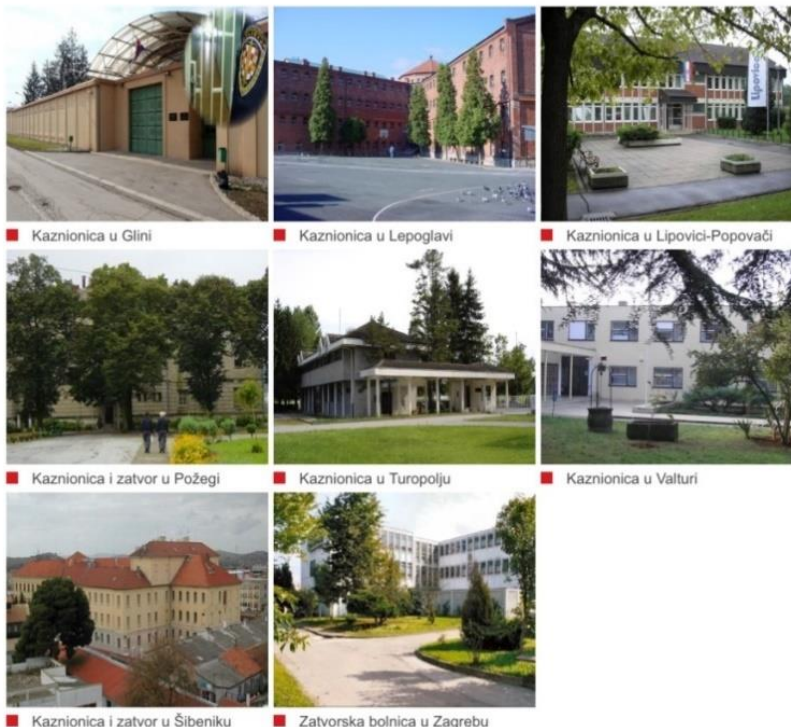 Lipovica
Kaznionica u Glini
Kaznionica u Lepoglavi
Kaznionica u Lipovici-Popovači
Kaznionica i zatvor u Požegi
Kaznionica u Turopolju
Kaznionica u Valturi
Kaznionica i zatvor u Šibeniku
Zatvorska bolnica u Zagrebu